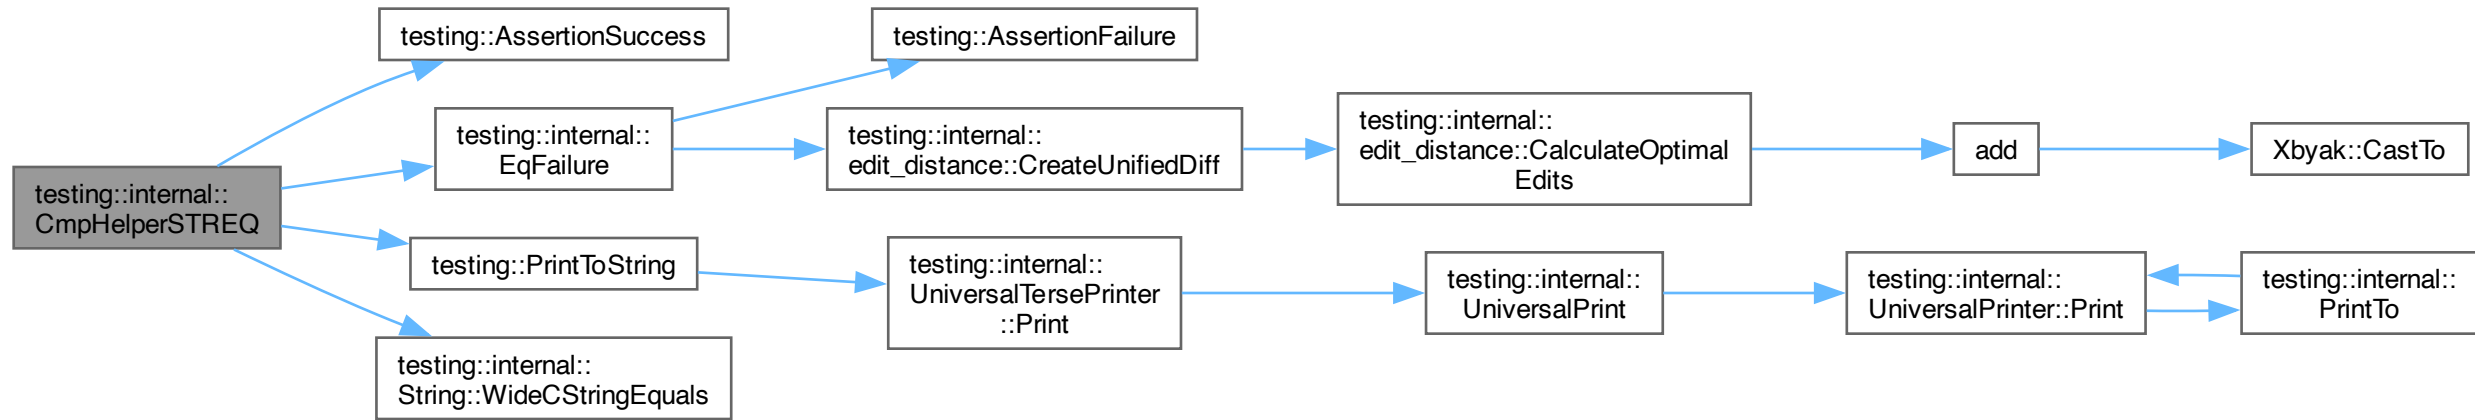 testing::AssertionSuccess
testing::AssertionFailure
testing::internal::
EqFailure
testing::internal::
edit_distance::CreateUnifiedDiff
testing::internal::
edit_distance::CalculateOptimal
Edits
add
Xbyak::CastTo
testing::internal::
CmpHelperSTREQ
testing::PrintToString
testing::internal::
UniversalTersePrinter
::Print
testing::internal::
UniversalPrint
testing::internal::
UniversalPrinter::Print
testing::internal::
PrintTo
testing::internal::
String::WideCStringEquals